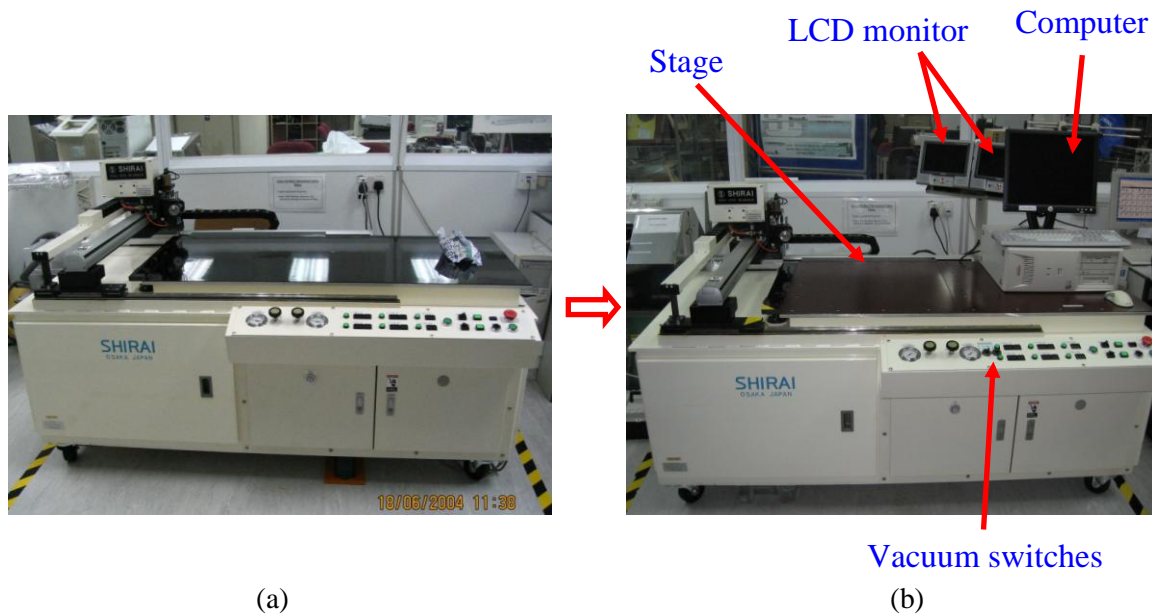 LCD monitor
Computer
Stage
SHIRAI
SHIRAI
SHIRAI
OSAKA JAPAN
SHIRAI
OSAKA JAPAN
18/06/2004 11:38
Vacuum switches
(a)
(b)